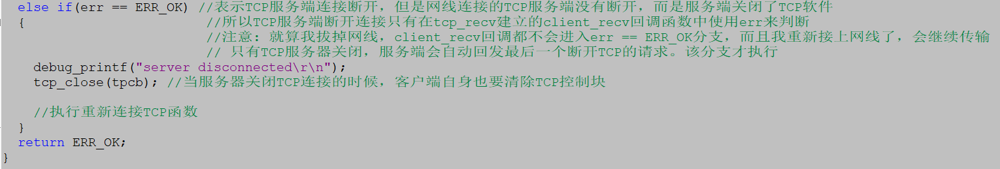 else if(err == ERR_OK) //表示TCP服务端连接断开，但是网线连接的TCP服务端没有断开，而是服务端关闭了TCP软件
{ //所以TCP服务端断开连接只有在tcp_recv建立的client_recv回调函数中使用err来判断
//注意: 就算我拔掉网线，client_recv回调都不会进入err == ERR_OK分支，而且我重新接上网线了，会继续传输
// 只有TCP服务器关闭，服务端会自动回发最后一个断开TCP的请求。该分支才执行
debug_printf("server disconnected\r\n");
tcp_close(tpcb); //当服务器关闭TCP连接的时候，客户端自身也要清除TCP控制块
//执行重新连接TCP函数
}
return ERR_OK;
}